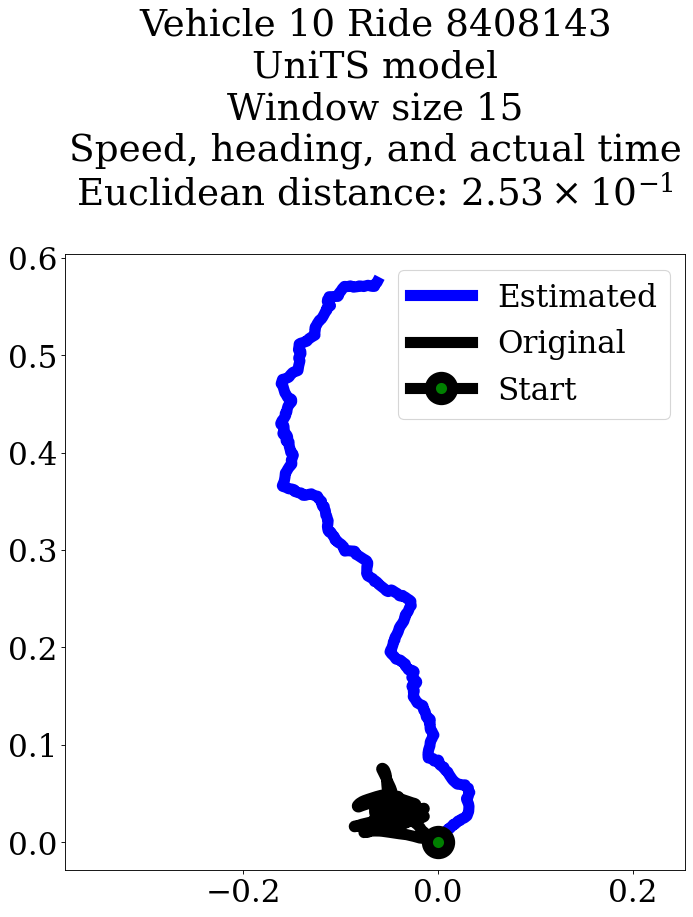 Vehicle 10 Ride 8408143
UniTS model
Window size 15
Speed, heading, and actual time
Euclidean distance: 2.53 × 10⁻¹
Estimated
Original
Start
0.6
0.5
0.4
0.3
0.2
0.1
0.0
−0.2
0.0
0.2